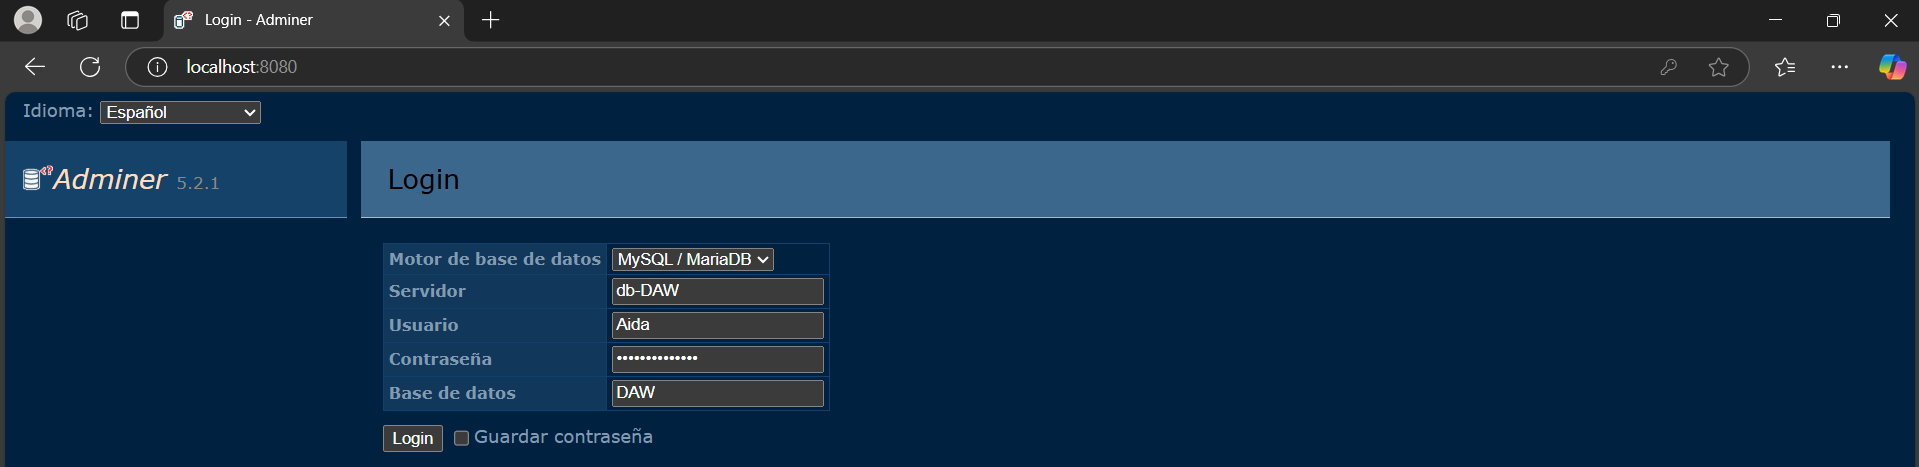 Login - Adminer
localhost:8080
Idioma: Español
Adminer 5.2.1
Login
Motor de base de datos MySQL / MariaDB
Servidor db-DAW
Usuario Aida
Contraseña ••••••••••••••
Base de datos DAW
Login Guardar contraseña